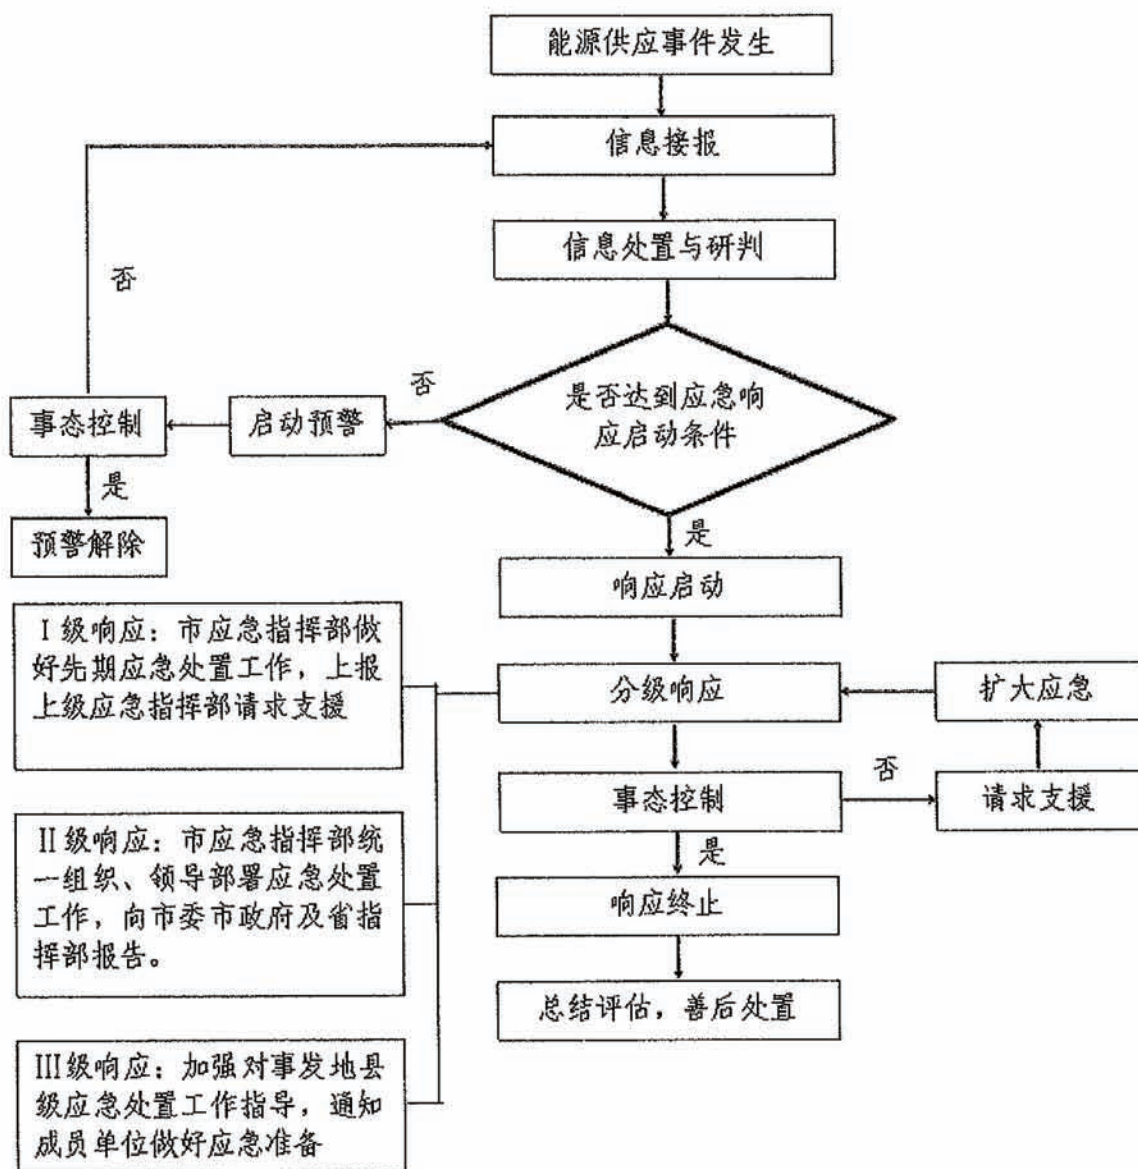 能源供应事件发生
信息接报
信息处置与研判
否
是否达到应急响
应启动条件
否
启动预警
事态控制
是
预警解除
是
响应启动
分级响应
扩大应急
Ⅰ级响应：市应急指挥部做
好先期应急处置工作，上报
上级应急指挥部请求支援
事态控制
否
请求支援
是
Ⅱ级响应：市应急指挥部统
一组织、领导部署应急处置
工作，向市委市政府及省指
挥部报告。
响应终止
总结评估，善后处置
Ⅲ级响应：加强对事发地县
级应急处置工作指导，通知
成员单位做好应急准备